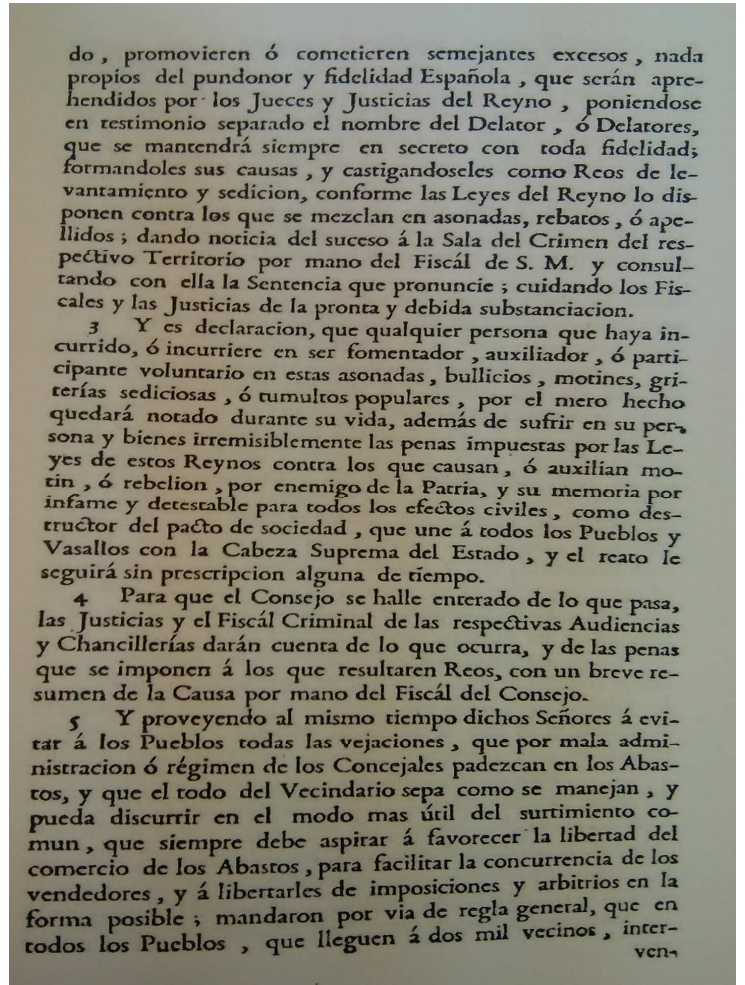 do , promovieren ó cometieren semejantes excesos , nada
propios del pundonor y fidelidad Española , que serán apre-
hendidos por los Jueces y Justicias del Reyno , poniendose
en testimonio separado el nombre del Delator , ó Delatores,
que se mantendrá siempre en secreto con toda fidelidad;
formandoles sus causas , y castigandoseles como Reos de le-
vantamiento y sedicion, conforme las Leyes del Reyno lo dis-
ponen contra los que se mezclan en asonadas, rebatos , ó ape-
llidos ; dando noticia del suceso á la Sala del Crimen del res-
pectivo Territorio por mano del Fiscál de S. M. y consul-
tando con ella la Sentencia que pronuncie ; cuidando los Fis-
cales y las Justicias de la pronta y debida substanciacion.
3 Y es declaracion, que qualquier persona que haya in-
currido, ó incurriere en ser fomentador , auxiliador , ó parti-
cipante voluntario en estas asonadas , bullicios , motines, gri-
terías sediciosas , ó tumultos populares , por el mero hecho
quedará notado durante su vida, además de sufrir en su per-
sona y bienes irremisiblemente las penas impuestas por las Le-
yes de estos Reynos contra los que causan , ó auxilian mo-
tin , ó rebelion , por enemigo de la Patria, y su memoria por
infame y detestable para todos los efectos civiles , como des-
tructor del pacto de sociedad , que une á todos los Pueblos y
Vasallos con la Cabeza Suprema del Estado , y el reato le
seguirá sin prescripcion alguna de tiempo.
4 Para que el Consejo se halle enterado de lo que pasa,
las Justicias y el Fiscál Criminal de las respectivas Audiencias
y Chancillerías darán cuenta de lo que ocurra, y de las penas
que se imponen á los que resultaren Reos, con un breve re-
sumen de la Causa por mano del Fiscál del Consejo.
5 Y proveyendo al mismo tiempo dichos Señores á evi-
tar á los Pueblos todas las vejaciones , que por mala admi-
nistracion ó régimen de los Concejales padezcan en los Abas-
tos, y que el todo del Vecindario sepa como se manejan , y
pueda discurrir en el modo mas útil del surtimiento co-
mun , que siempre debe aspirar á favorecer la libertad del
comercio de los Abastos , para facilitar la concurrencia de los
vendedores , y á libertarles de imposiciones y arbitrios en la
forma posible ; mandaron por via de regla general, que en
todos los Pueblos , que lleguen á dos mil vecinos , inter-
ven-